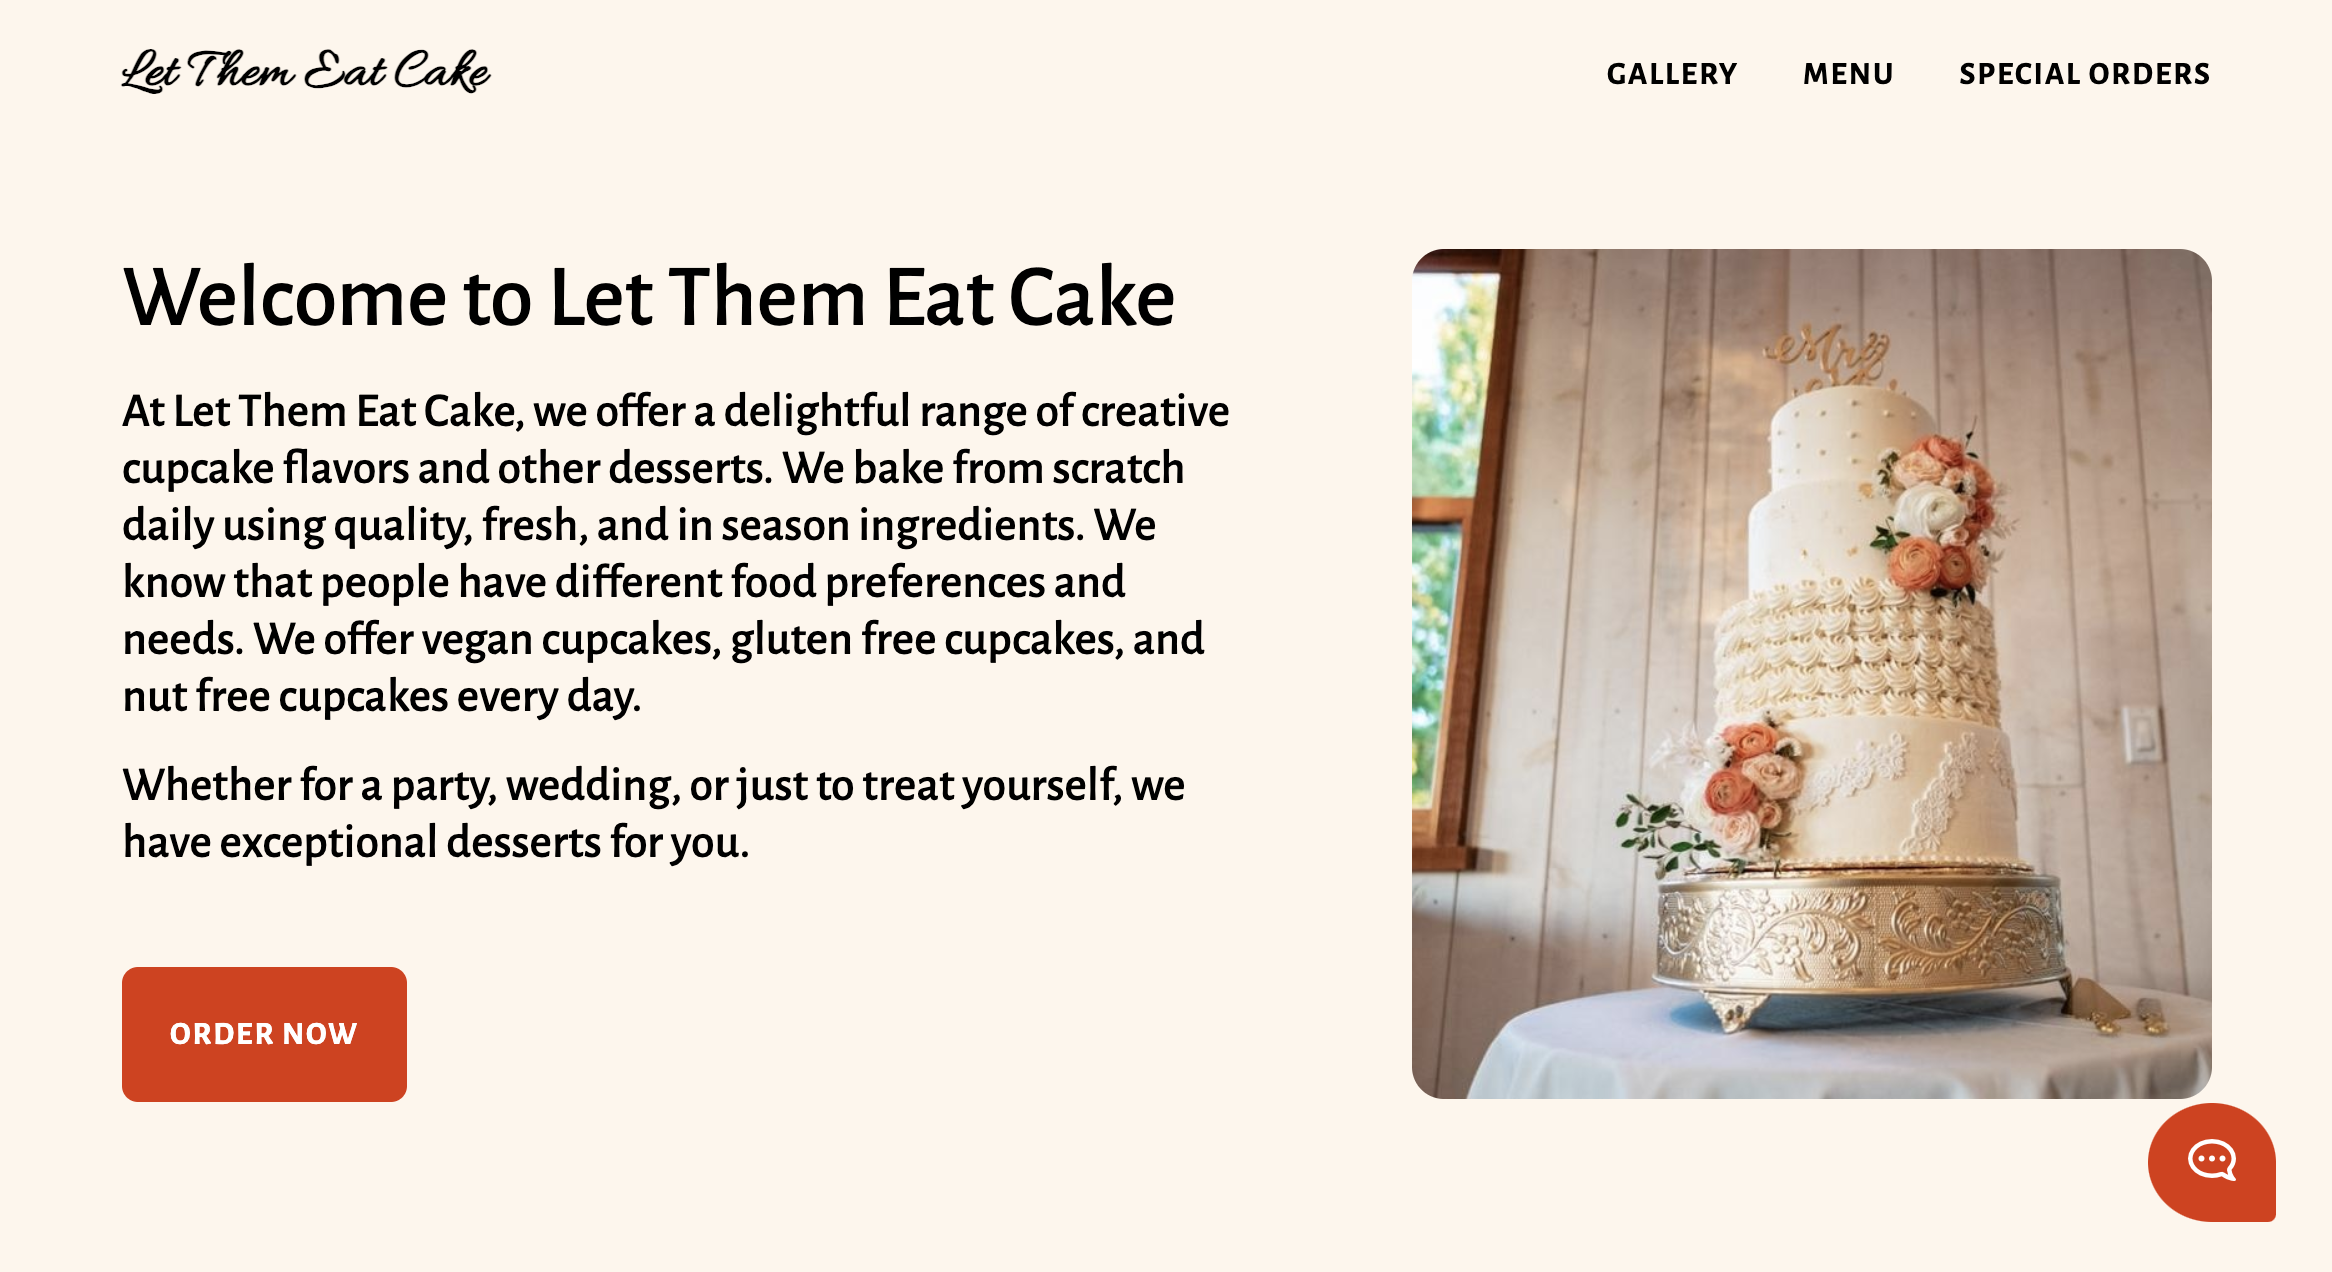 Let Them Eat Cake
GALLERY MENU SPECIAL ORDERS
Welcome to Let Them Eat Cake
At Let Them Eat Cake, we offer a delightful range of creative
cupcake flavors and other desserts. We bake from scratch
daily using quality, fresh, and in season ingredients. We
know that people have different food preferences and
needs. We offer vegan cupcakes, gluten free cupcakes, and
nut free cupcakes every day.
Whether for a party, wedding, or just to treat yourself, we
have exceptional desserts for you.
ORDER NOW